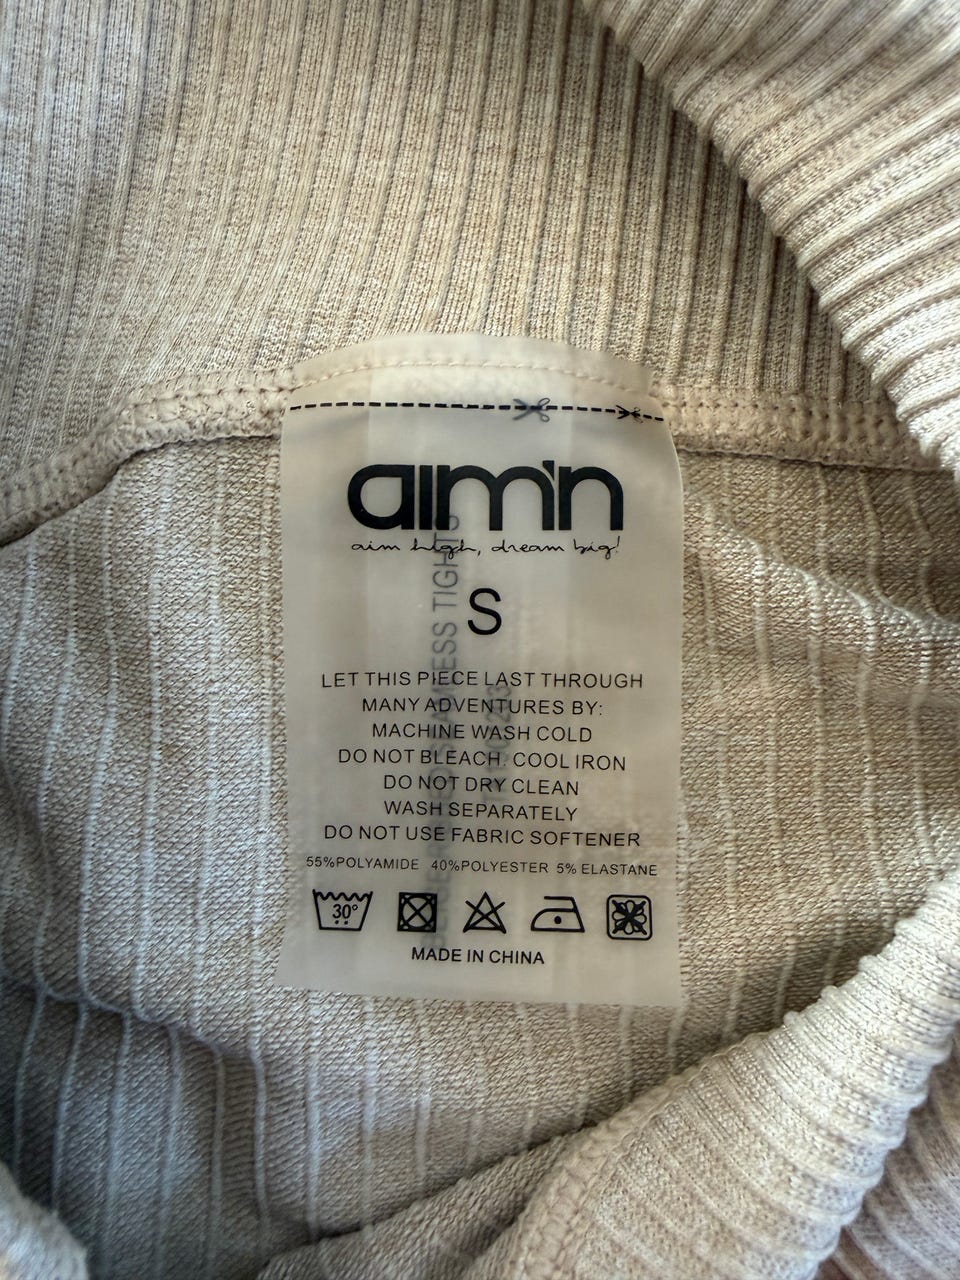 aim'n
aim high, dream big!
S
LET THIS PIECE LAST THROUGH
MANY ADVENTURES BY:
MACHINE WASH COLD
DO NOT BLEACH. COOL IRON
DO NOT DRY CLEAN
WASH SEPARATELY
DO NOT USE FABRIC SOFTENER
55%POLYAMIDE 40%POLYESTER 5% ELASTANE
30°
MADE IN CHINA
SEAMLESS TIGHTS